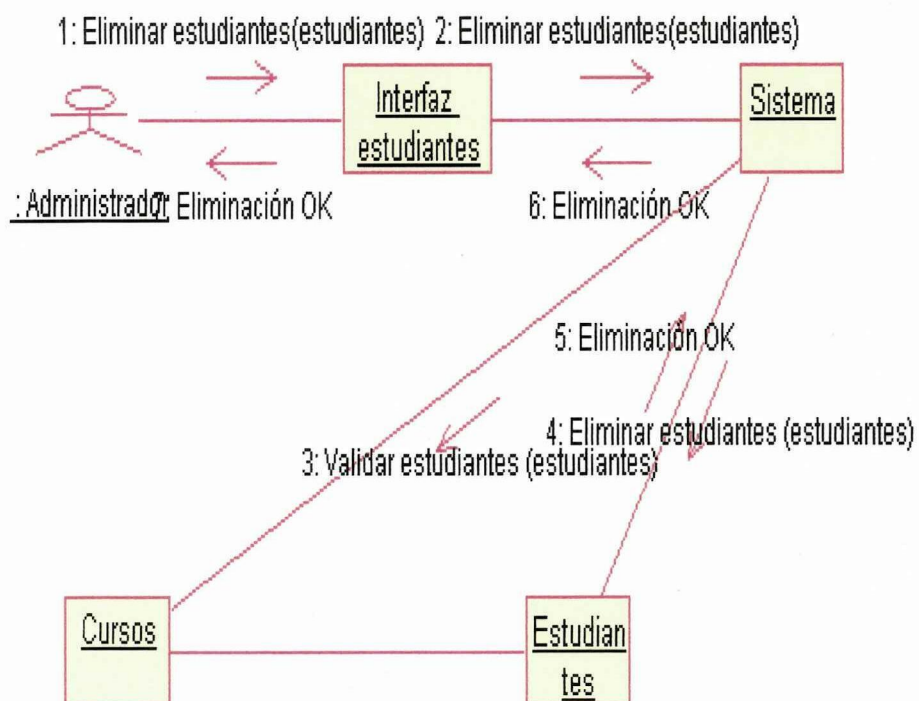 1: Eliminar estudiantes(estudiantes) 2: Eliminar estudiantes(estudiantes)
Interfaz
estudiantes
Sistema
: Administrador
7: Eliminación OK
6: Eliminación OK
5: Eliminación OK
4: Eliminar estudiantes (estudiantes)
3: Validar estudiantes (estudiantes)
Cursos
Estudian
tes